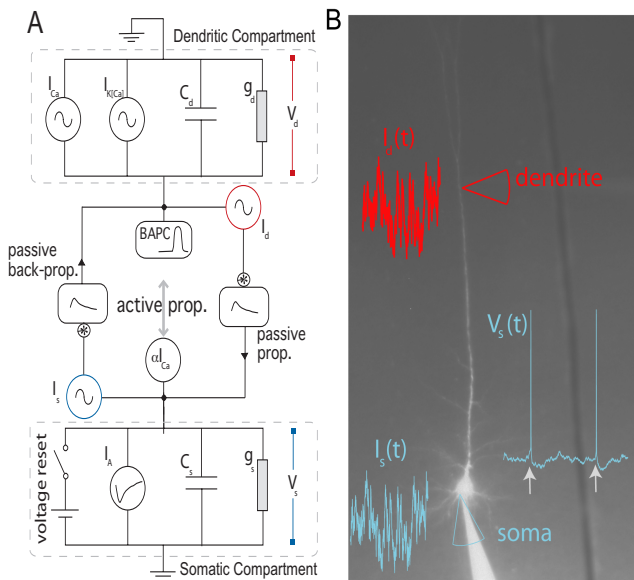 A
Dendritic Compartment
I_Ca
I_K[Ca]
C_d
g_d
V_d
BAPC
I_d
passive
back-prop.
active prop.
passive
prop.
αI_Ca
I_s
voltage reset
I_A
C_s
g_s
V_s
Somatic Compartment
B
I_d(t)
dendrite
V_s(t)
I_s(t)
soma